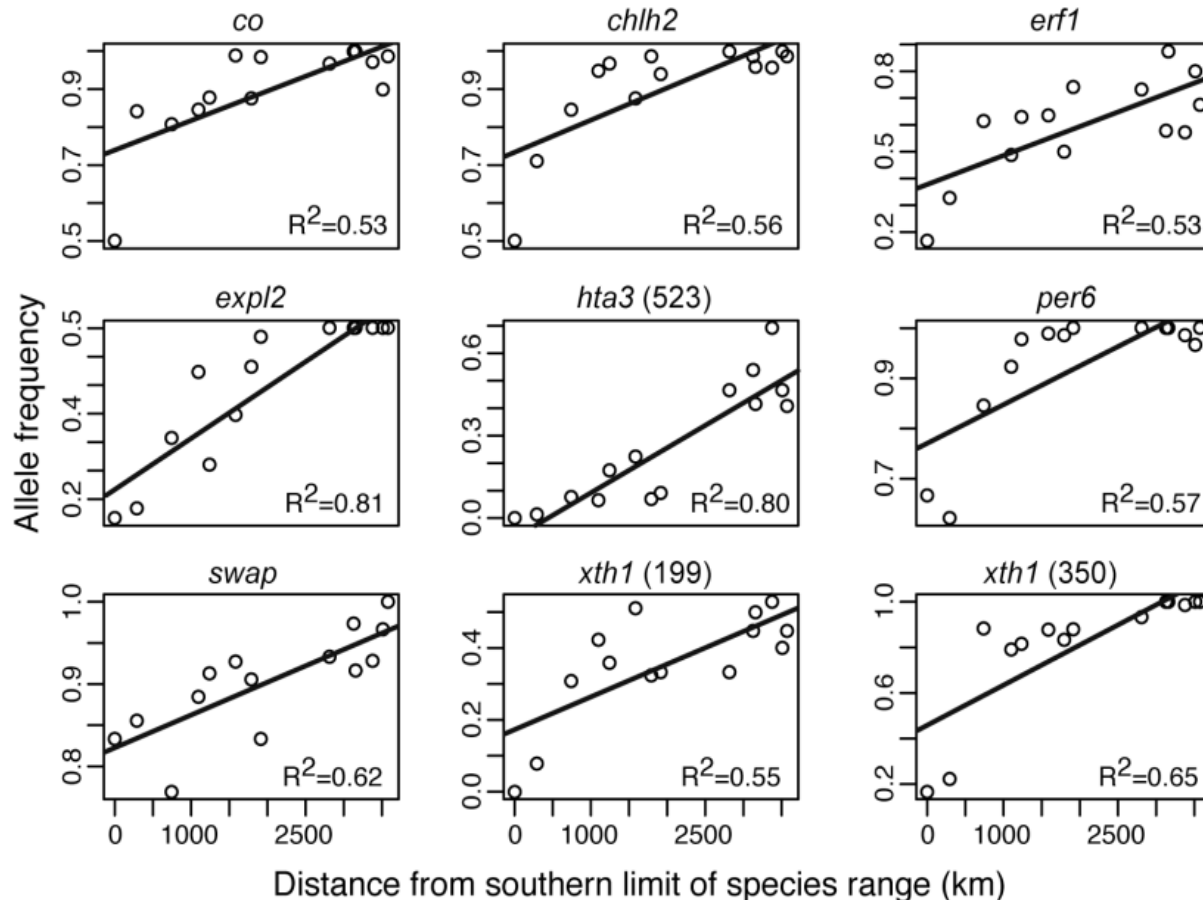 co
chlh2
erf1
0.5 0.7 0.9
R2=0.53
0.5 0.7 0.9
R2=0.56
0.2 0.5 0.8
R2=0.53
expl2
hta3 (523)
per6
0.2 0.4 0.5
R2=0.81
0.0 0.3 0.6
R2=0.80
0.7 0.9
R2=0.57
swap
xth1 (199)
xth1 (350)
0.8 0.9 1.0
R2=0.62
0.0 0.2 0.4
R2=0.55
0.2 0.6 1.0
R2=0.65
0 1000 2500
0 1000 2500
0 1000 2500
Allele frequency
Distance from southern limit of species range (km)